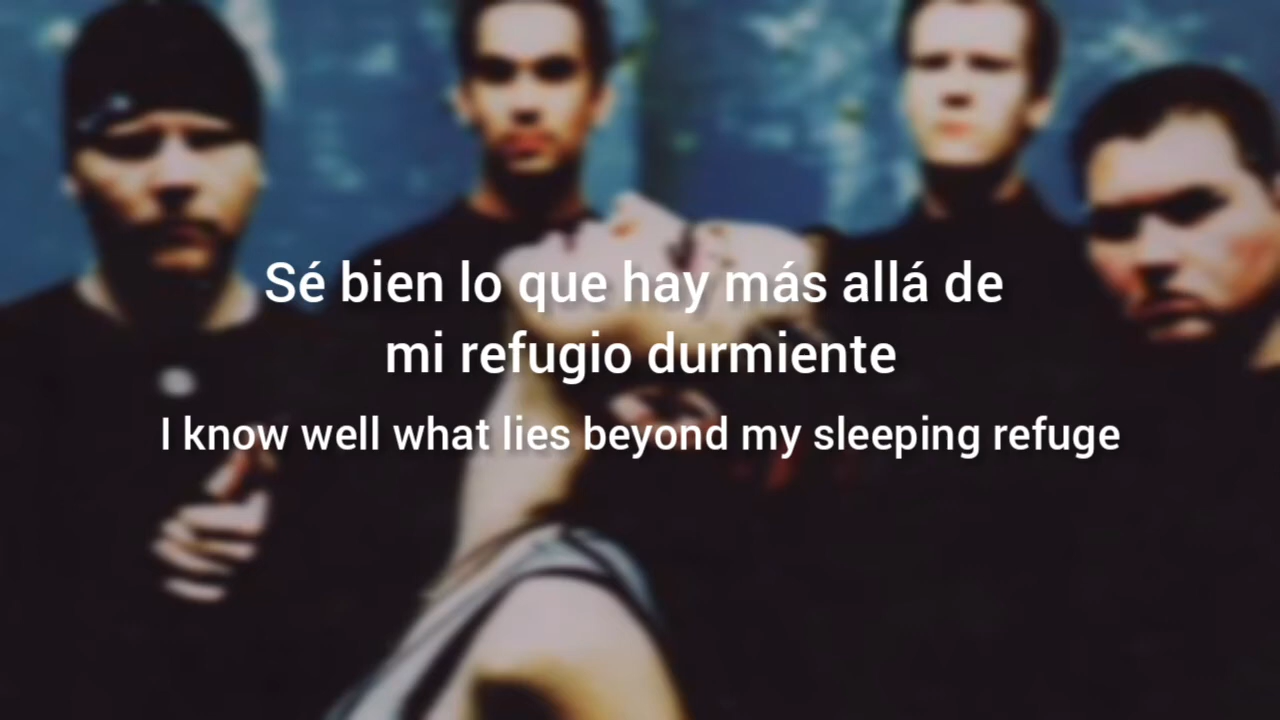 Sé bien lo que hay más allá de
mi refugio durmiente
I know well what lies beyond my sleeping refuge